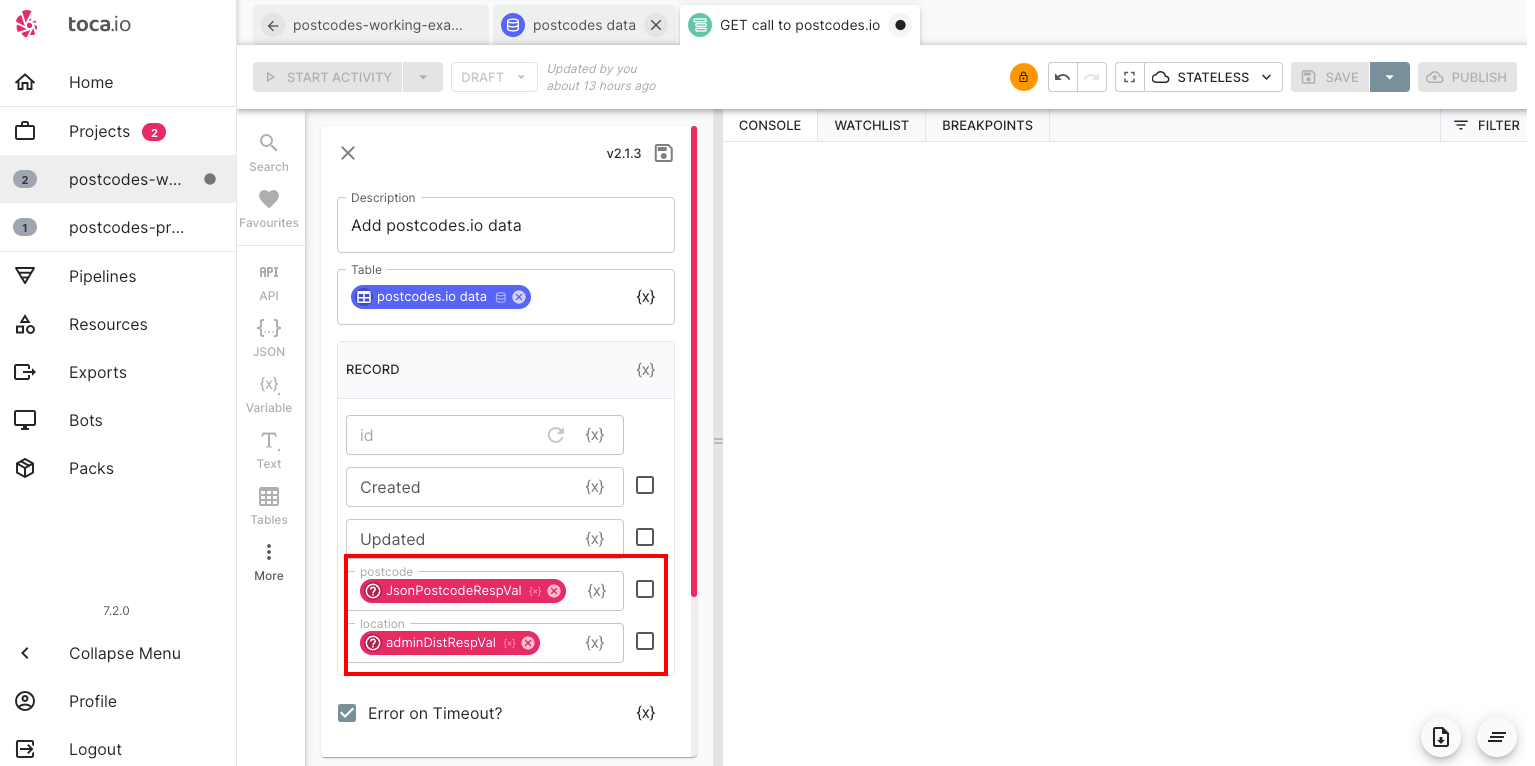 toca.io
Home
Projects 2
2 postcodes-w...
1 postcodes-pr...
Pipelines
Resources
Exports
Bots
Packs
7.2.0
Collapse Menu
Profile
Logout
postcodes-working-exa...
postcodes data
GET call to postcodes.io
START ACTIVITY
DRAFT
Updated by you
about 13 hours ago
STATELESS
SAVE
PUBLISH
Search
Favourites
API
API
{...}
JSON
{x}
Variable
T
Text
Tables
More
v2.1.3
Description
Add postcodes.io data
Table
postcodes.io data {x}
RECORD {x}
id {x}
Created {x}
Updated {x}
postcode
JsonPostcodeRespVal {x} {x}
location
adminDistRespVal {x} {x}
Error on Timeout? {x}
CONSOLE
WATCHLIST
BREAKPOINTS
FILTER